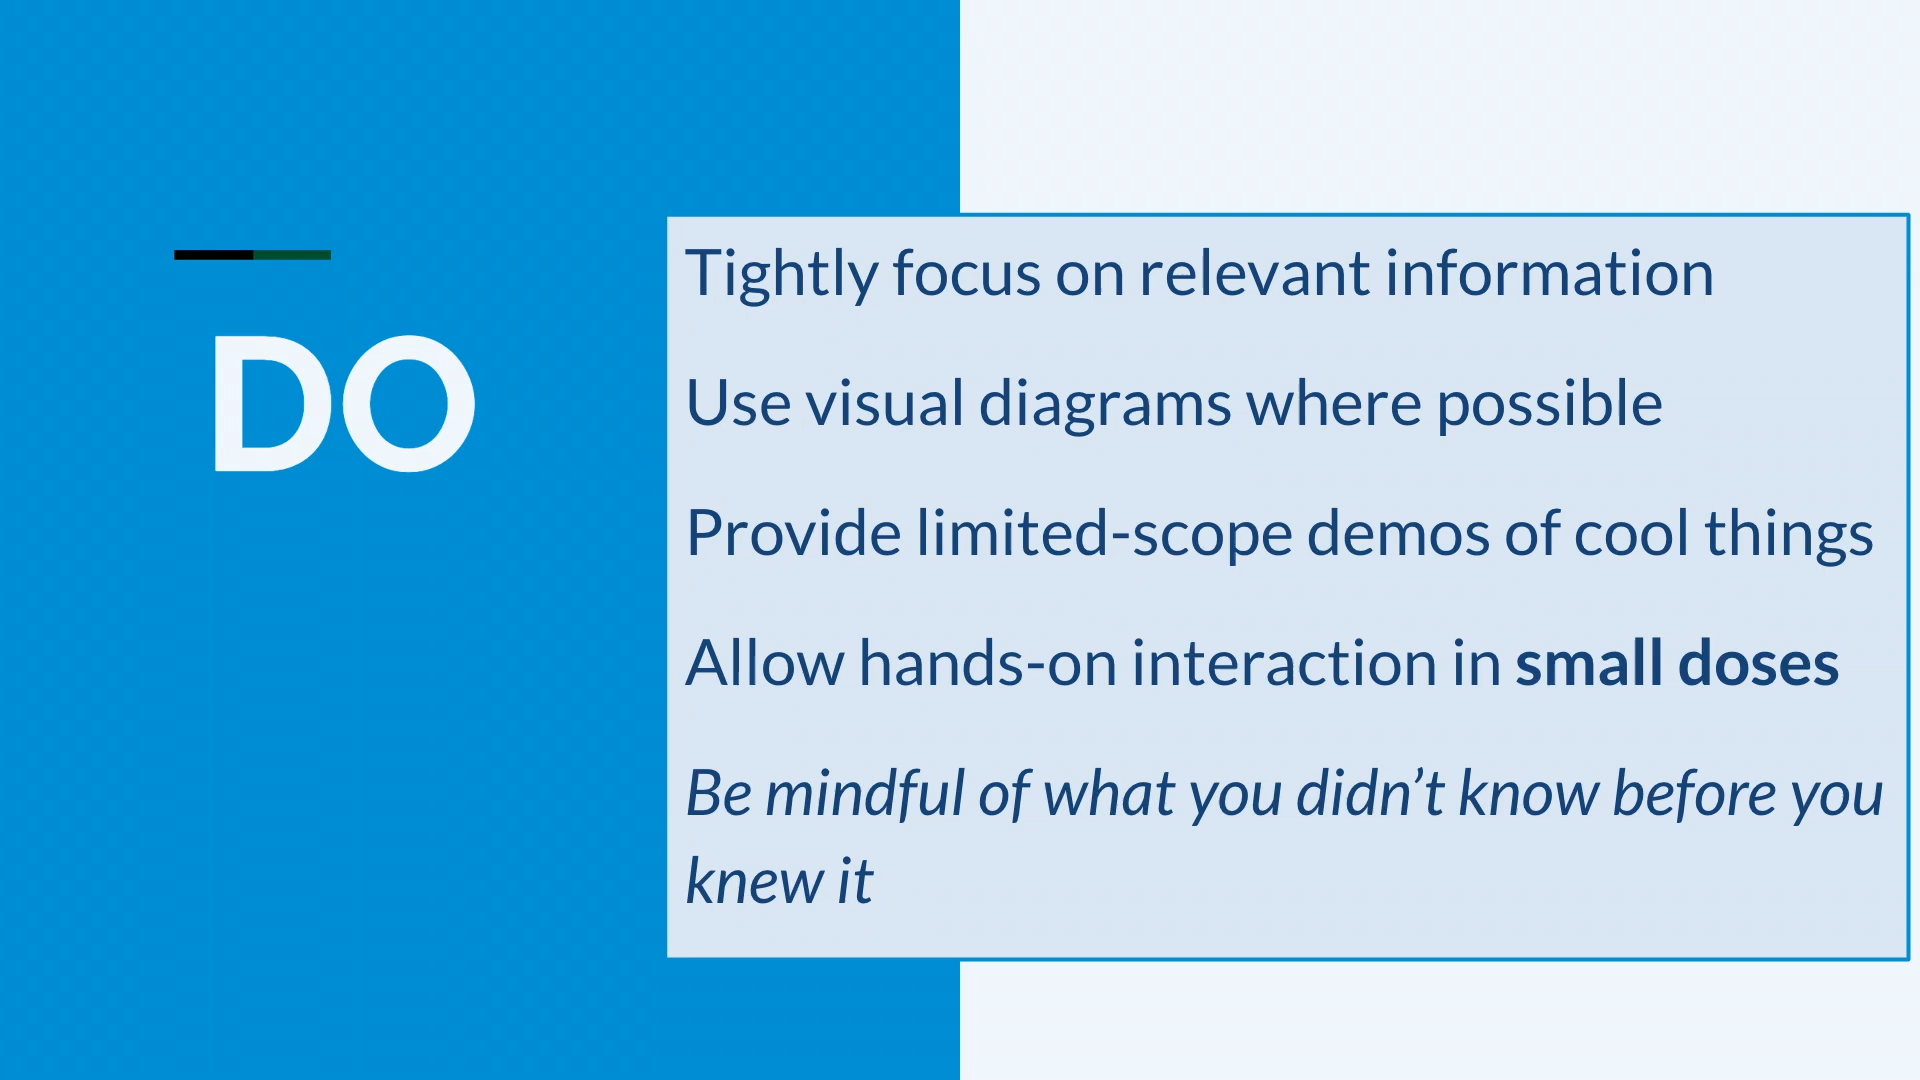 DO
Tightly focus on relevant information
Use visual diagrams where possible
Provide limited-scope demos of cool things
Allow hands-on interaction in small doses
Be mindful of what you didn’t know before you
knew it